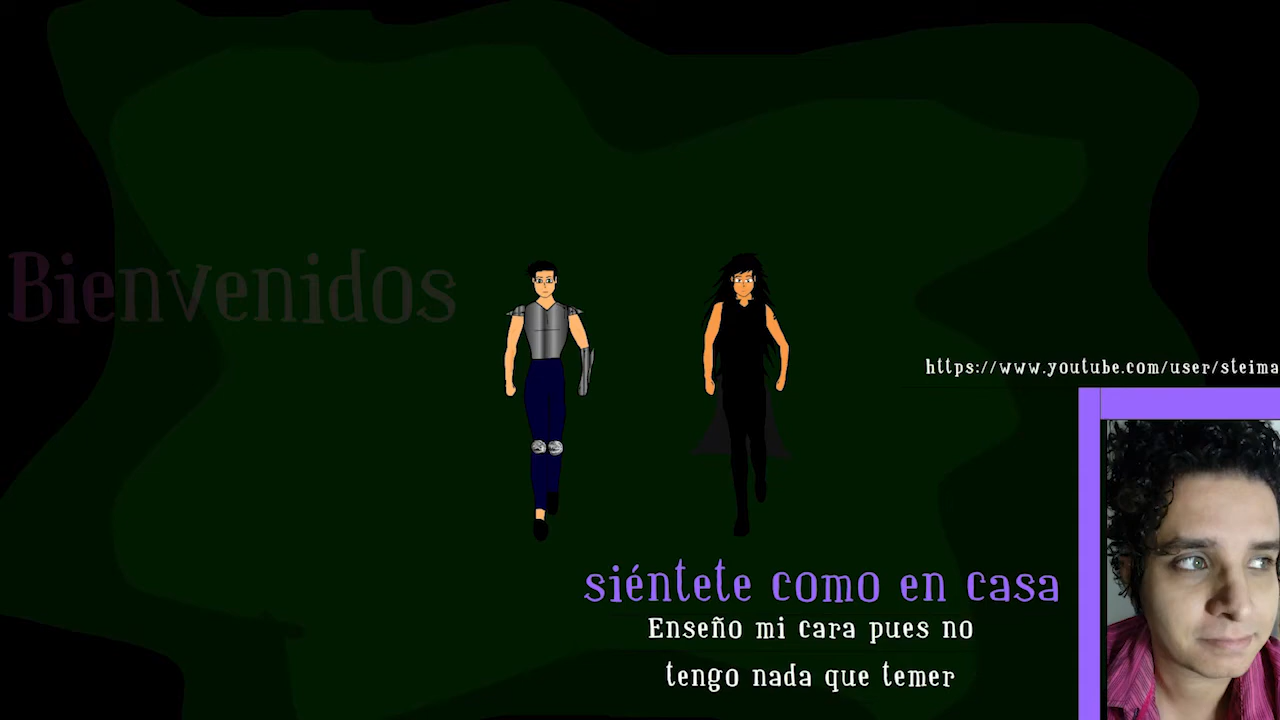 Bienvenidos
https://www.youtube.com/user/steima
siéntete como en casa
Enseño mi cara pues no
tengo nada que temer